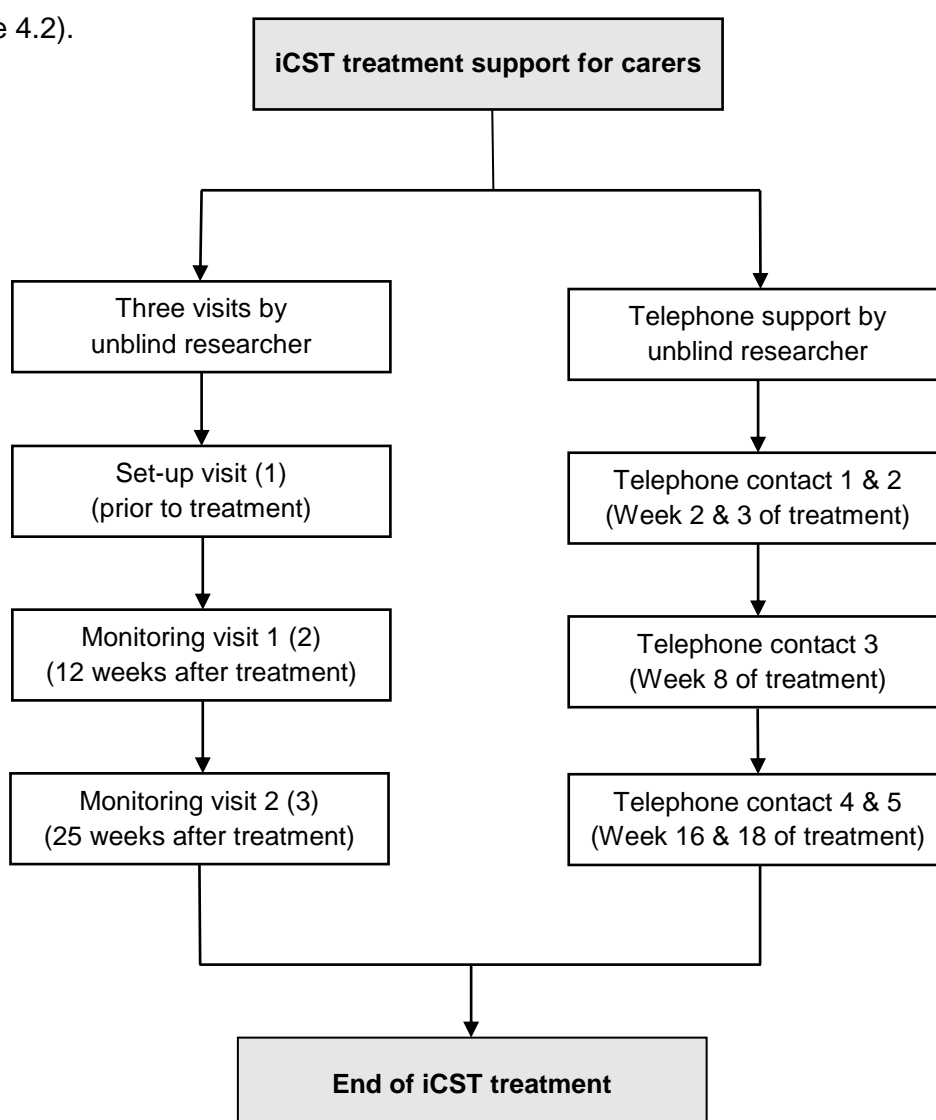 e 4.2).
iCST treatment support for carers
Three visits by
unblind researcher
Set-up visit (1)
(prior to treatment)
Monitoring visit 1 (2)
(12 weeks after treatment)
Monitoring visit 2 (3)
(25 weeks after treatment)
Telephone support by
unblind researcher
Telephone contact 1 & 2
(Week 2 & 3 of treatment)
Telephone contact 3
(Week 8 of treatment)
Telephone contact 4 & 5
(Week 16 & 18 of treatment)
End of iCST treatment